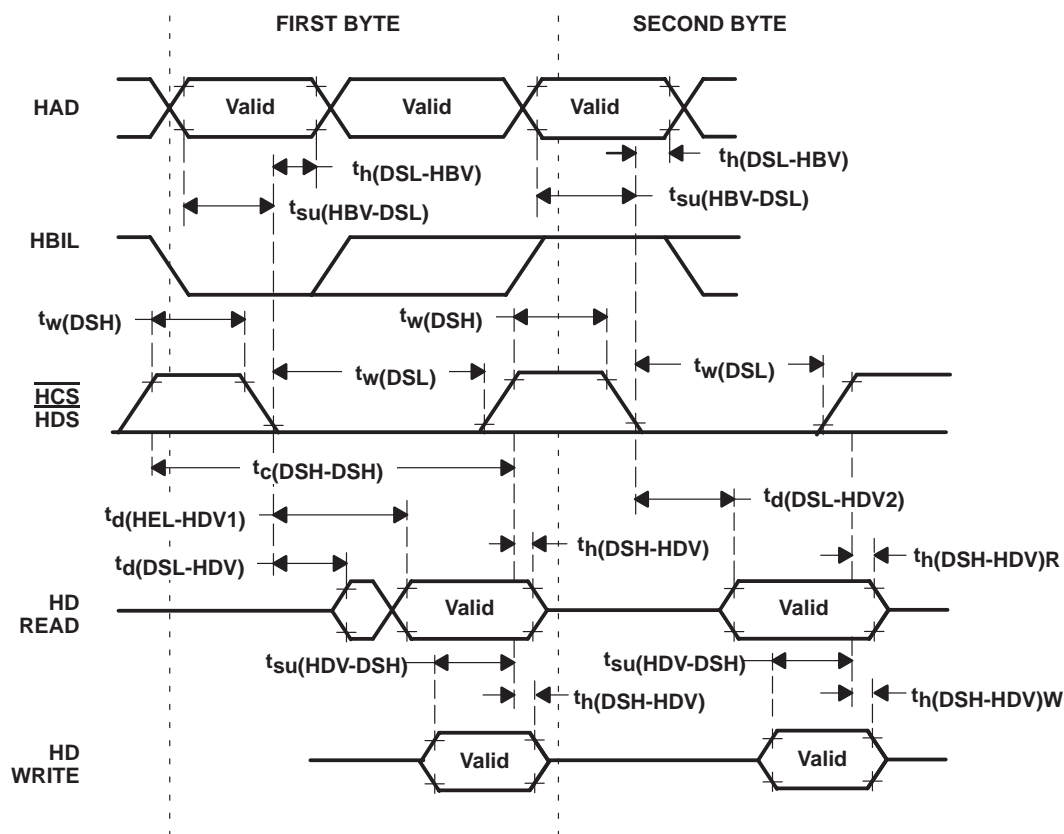 FIRST BYTE SECOND BYTE
HAD Valid Valid Valid
th(DSL-HBV) th(DSL-HBV)
tsu(HBV-DSL) tsu(HBV-DSL)
HBIL
tw(DSH) tw(DSH)
tw(DSL) tw(DSL)
HCS
HDS
tc(DSH-DSH)
td(HEL-HDV1) td(DSL-HDV2)
td(DSL-HDV) th(DSH-HDV) th(DSH-HDV)R
HD
READ Valid Valid
tsu(HDV-DSH) tsu(HDV-DSH)
th(DSH-HDV) th(DSH-HDV)W
HD
WRITE Valid Valid